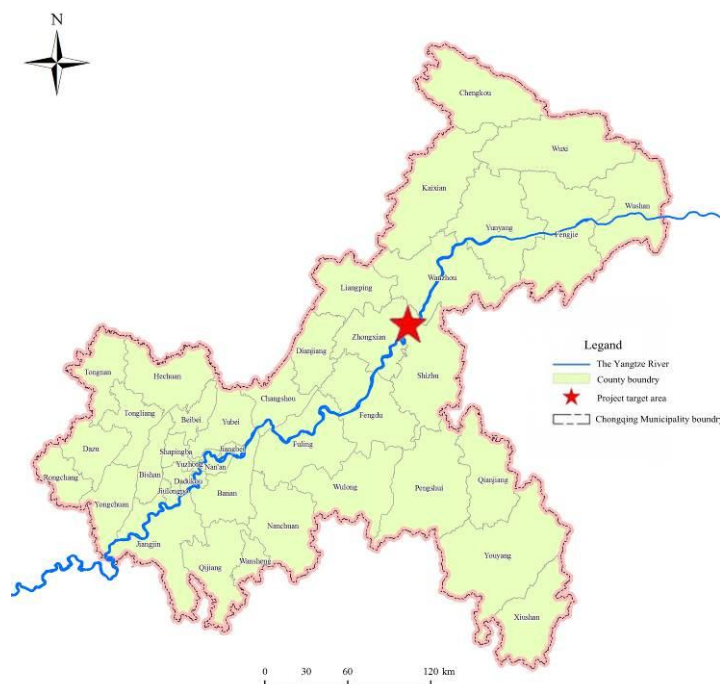 N
Chengkou
Wuxi
Kaixian
Wushan
Yunyang
Fengjie
Wanzhou
Liangping
Zhongxian
Dianjiang
Shizhu
Legand
The Yangtze River
County boundry
Project target area
Chongqing Municipality boundry
Tongnan
Hechuan
Changshou
Tongliang
Beibei
Yubei
Fengdu
Dazu
Shapingba
Jiangbei
Fuling
Yuzhong
Nan'an
Rongchang
Bishan
Dadukou
Jiulongpo
Banan
Wulong
Pengshui
Qianjiang
Yongchuan
Nanchuan
Jiangjin
Wansheng
Qijiang
Youyang
Xiushan
0 30 60 120 km